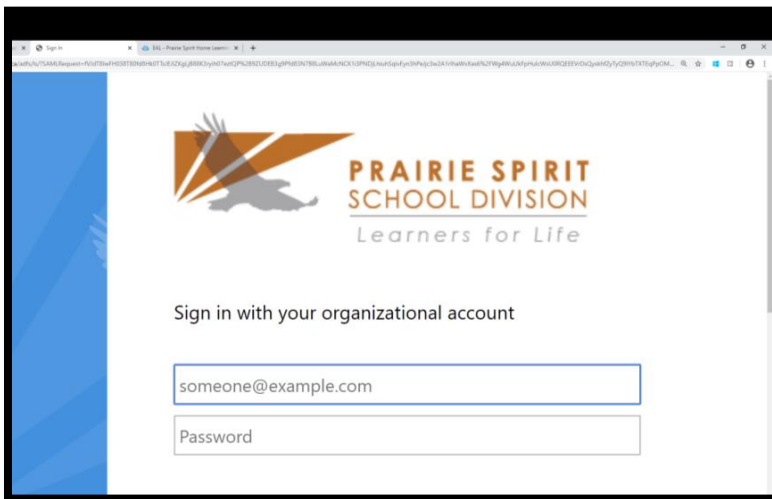 Sign in
EAL - Prairie Spirit Home Learnin
PRAIRIE SPIRIT
SCHOOL DIVISION
Learners for Life
Sign in with your organizational account
someone@example.com
Password